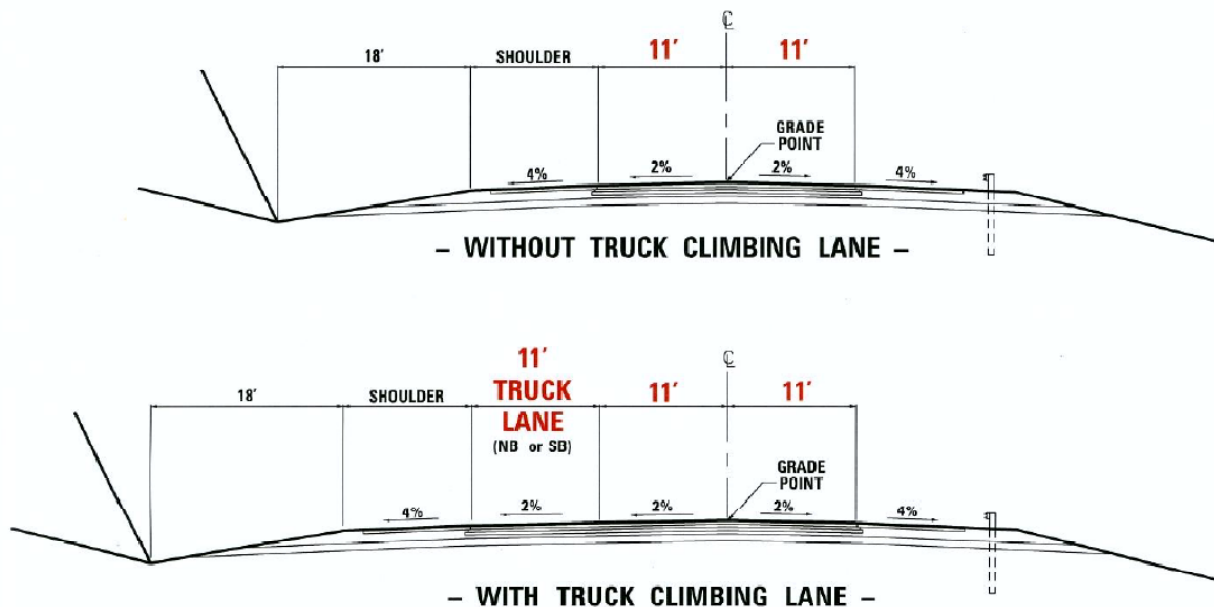 ℄
18' SHOULDER 11' 11'
GRADE
POINT
4% 2% 2% 4%
– WITHOUT TRUCK CLIMBING LANE –
11'
TRUCK
LANE
(NB or SB)
℄
18' SHOULDER 11' 11'
GRADE
POINT
4% 2% 2% 2% 4%
– WITH TRUCK CLIMBING LANE –